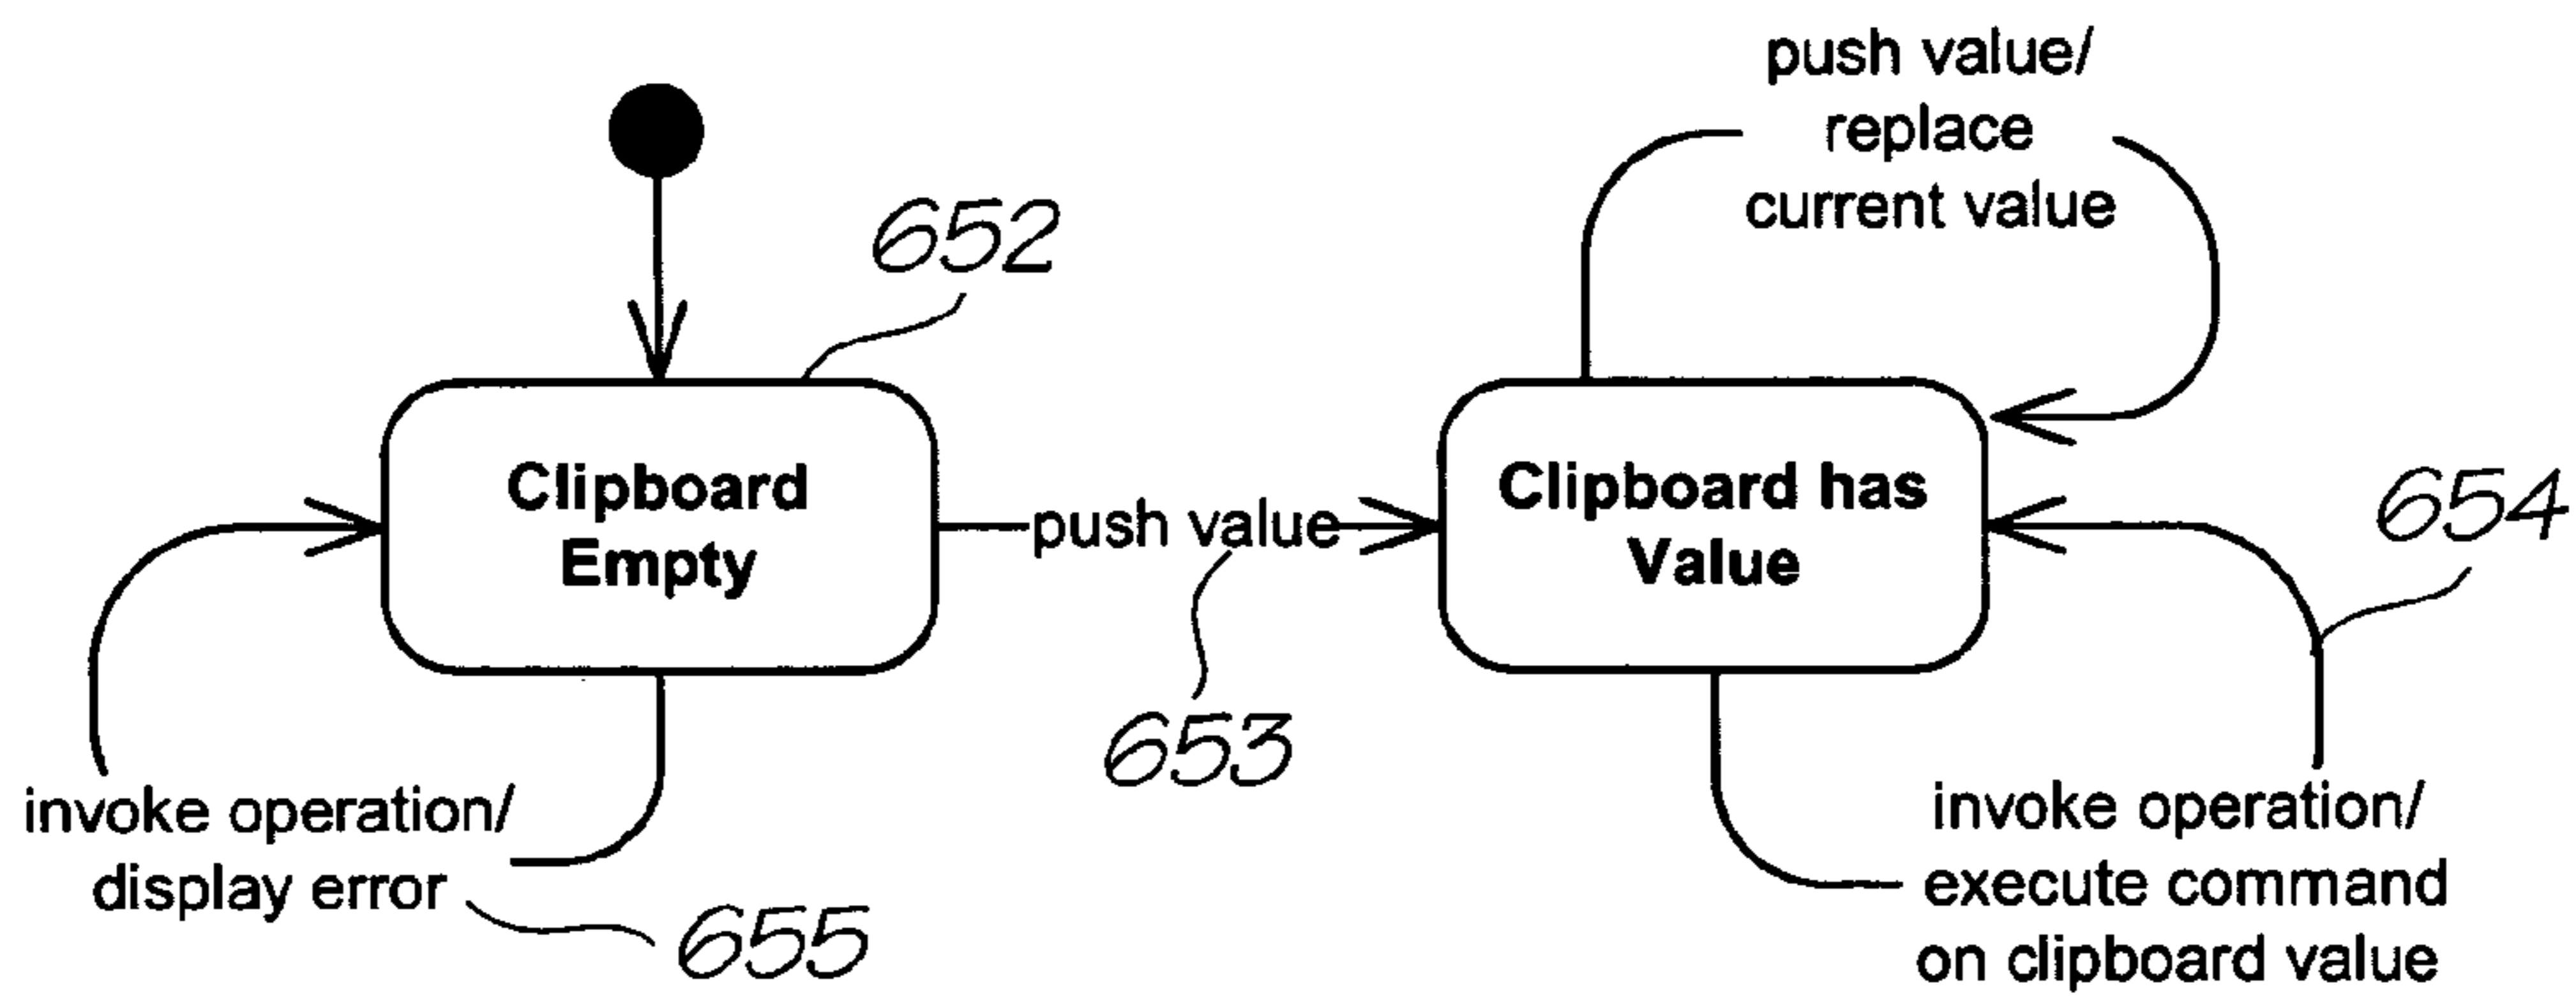 push value/
replace
current value
652
Clipboard
Empty
push value
Clipboard has
Value
654
653
invoke operation/
display error
655
invoke operation/
execute command
on clipboard value